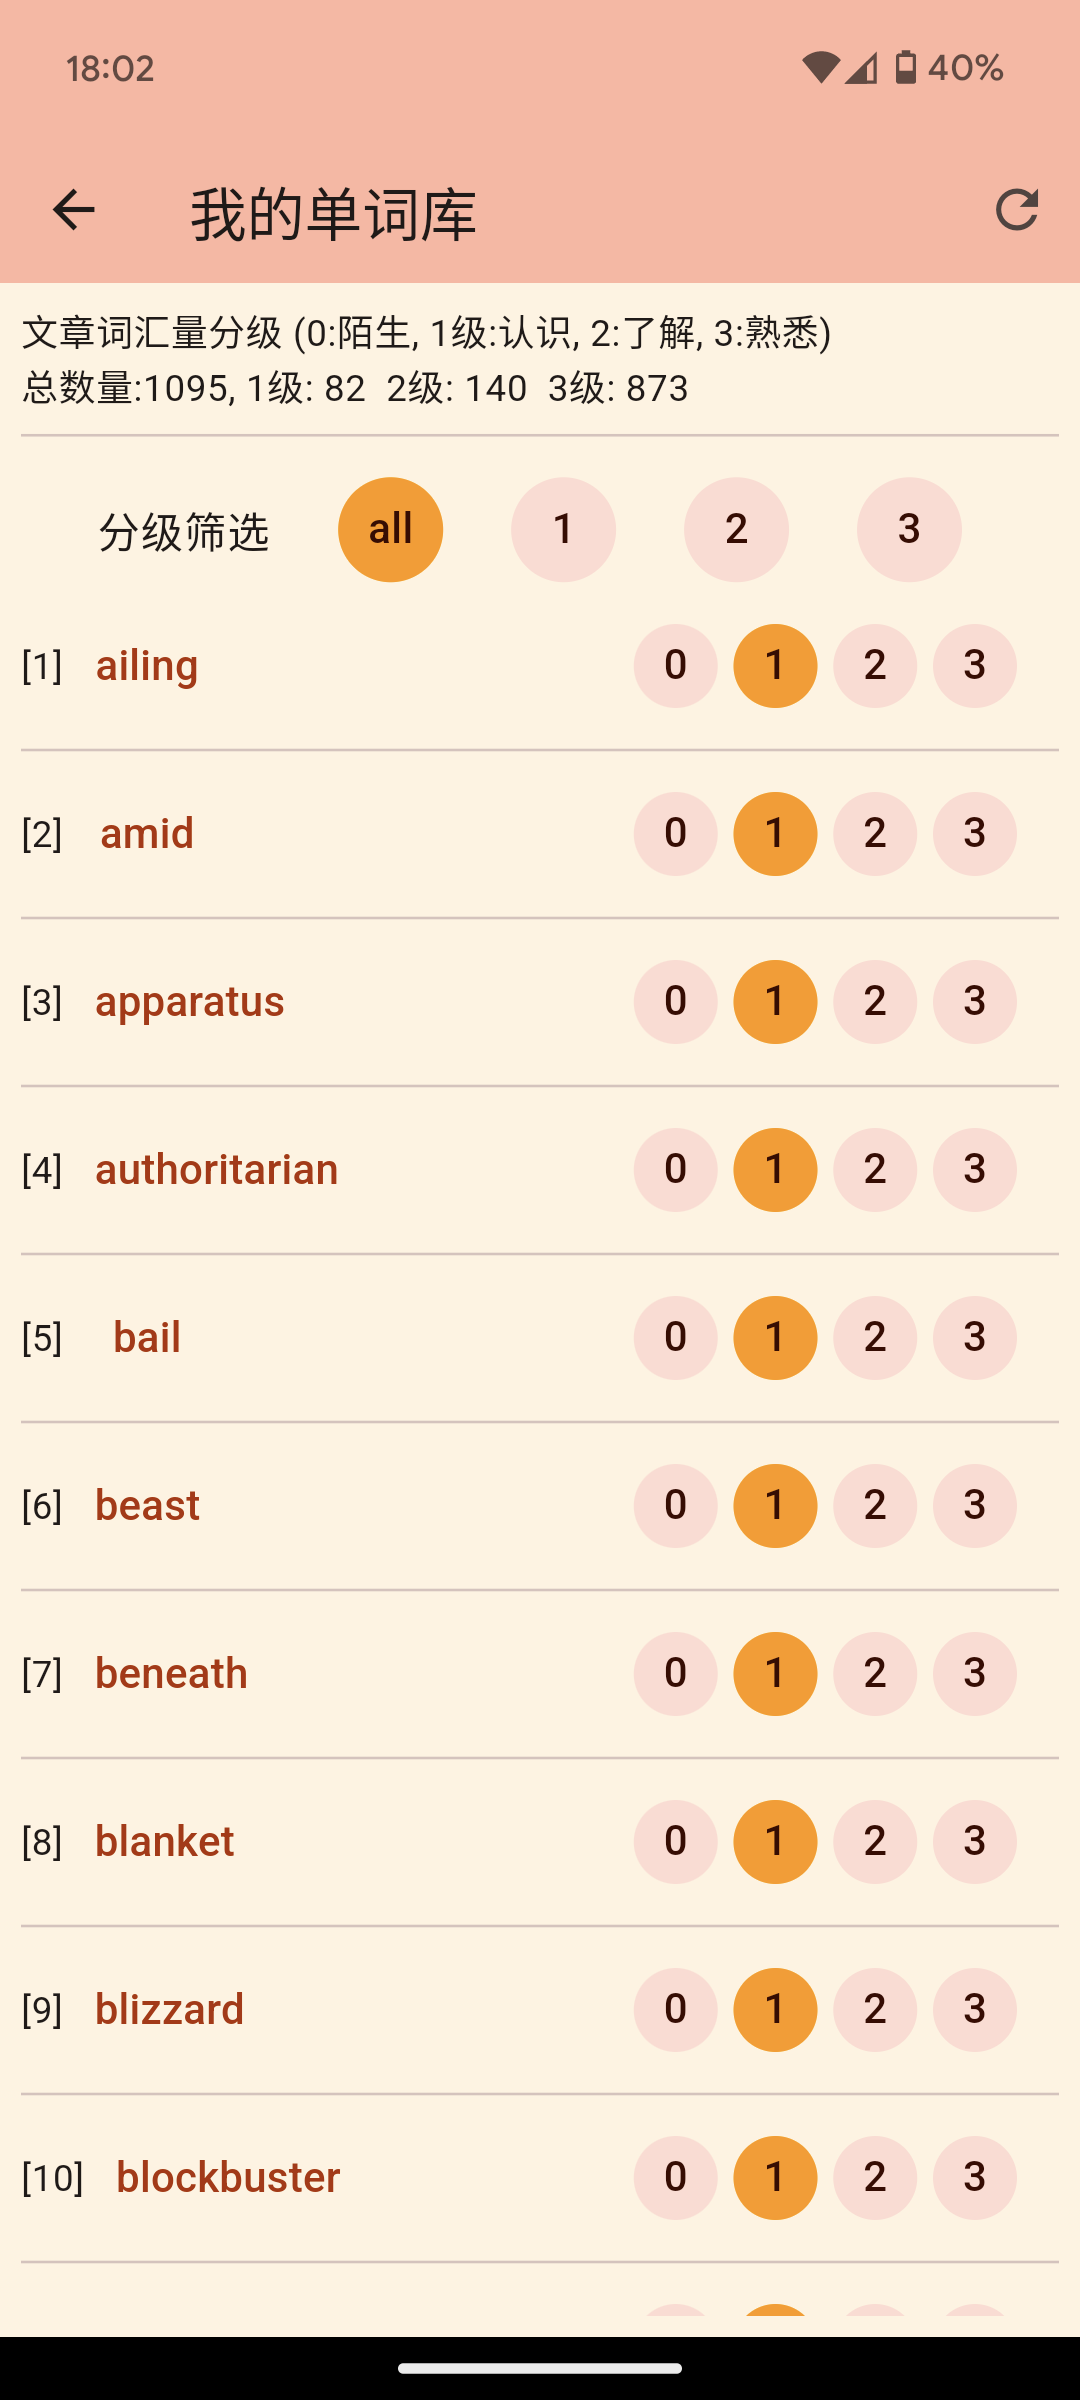 18:02 40%
我的单词库
文章词汇量分级 (0:陌生, 1级:认识, 2:了解, 3:熟悉)
总数量:1095, 1级: 82 2级: 140 3级: 873
分级筛选 all 1 2 3
[1] ailing 0 1 2 3
[2] amid 0 1 2 3
[3] apparatus 0 1 2 3
[4] authoritarian 0 1 2 3
[5] bail 0 1 2 3
[6] beast 0 1 2 3
[7] beneath 0 1 2 3
[8] blanket 0 1 2 3
[9] blizzard 0 1 2 3
[10] blockbuster 0 1 2 3